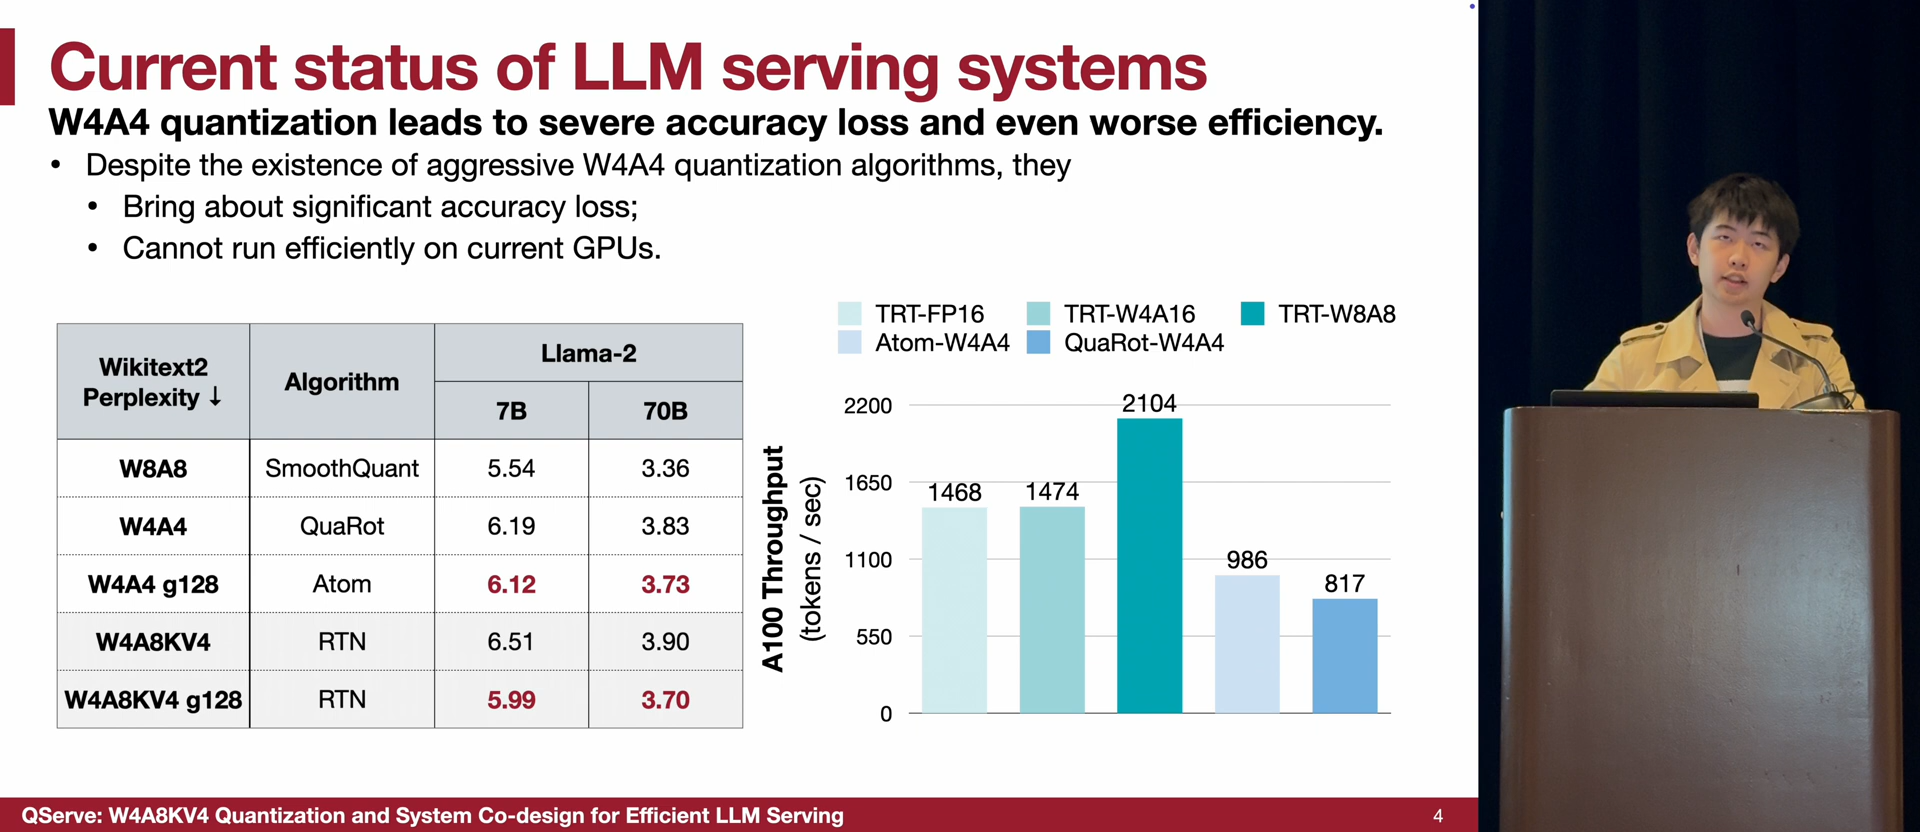 Current status of LLM serving systems
W4A4 quantization leads to severe accuracy loss and even worse efficiency.
• Despite the existence of aggressive W4A4 quantization algorithms, they
• Bring about significant accuracy loss;
• Cannot run efficiently on current GPUs.
Wikitext2 Perplexity ↓ Algorithm Llama-2
7B 70B
W8A8 SmoothQuant 5.54 3.36
W4A4 QuaRot 6.19 3.83
W4A4 g128 Atom 6.12 3.73
W4A8KV4 RTN 6.51 3.90
W4A8KV4 g128 RTN 5.99 3.70
TRT-FP16 TRT-W4A16 TRT-W8A8
Atom-W4A4 QuaRot-W4A4
A100 Throughput
(tokens / sec)
2200
1650
1100
550
0
1468 1474 2104 986 817
QServe: W4A8KV4 Quantization and System Co-design for Efficient LLM Serving 4